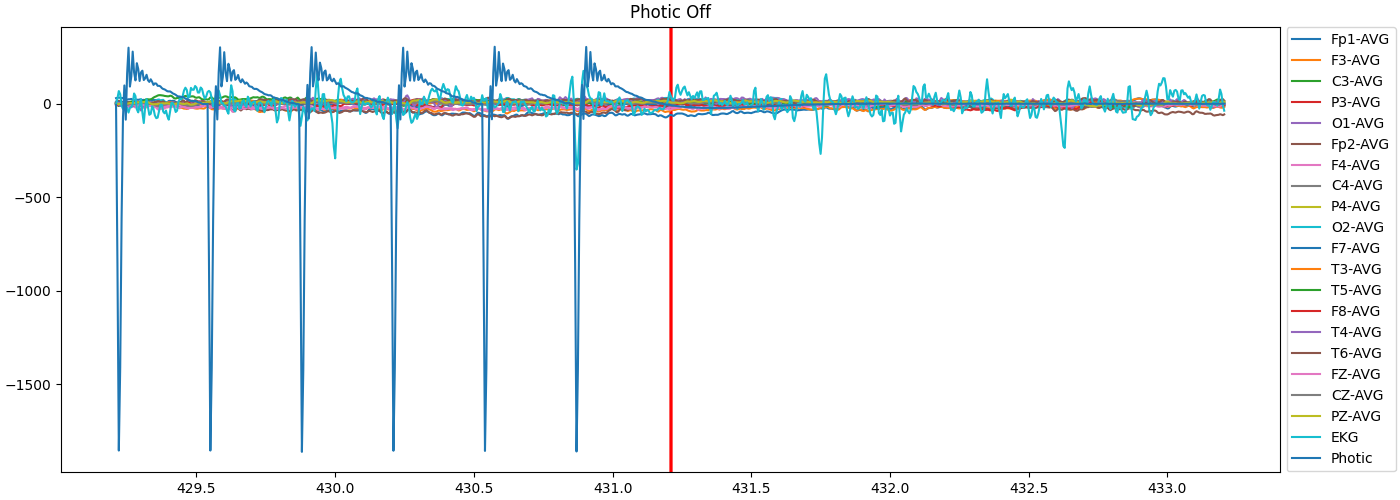 Photic Off
0
−500
−1000
−1500
429.5 430.0 430.5 431.0 431.5 432.0 432.5 433.0
Fp1-AVG
F3-AVG
C3-AVG
P3-AVG
O1-AVG
Fp2-AVG
F4-AVG
C4-AVG
P4-AVG
O2-AVG
F7-AVG
T3-AVG
T5-AVG
F8-AVG
T4-AVG
T6-AVG
FZ-AVG
CZ-AVG
PZ-AVG
EKG
Photic